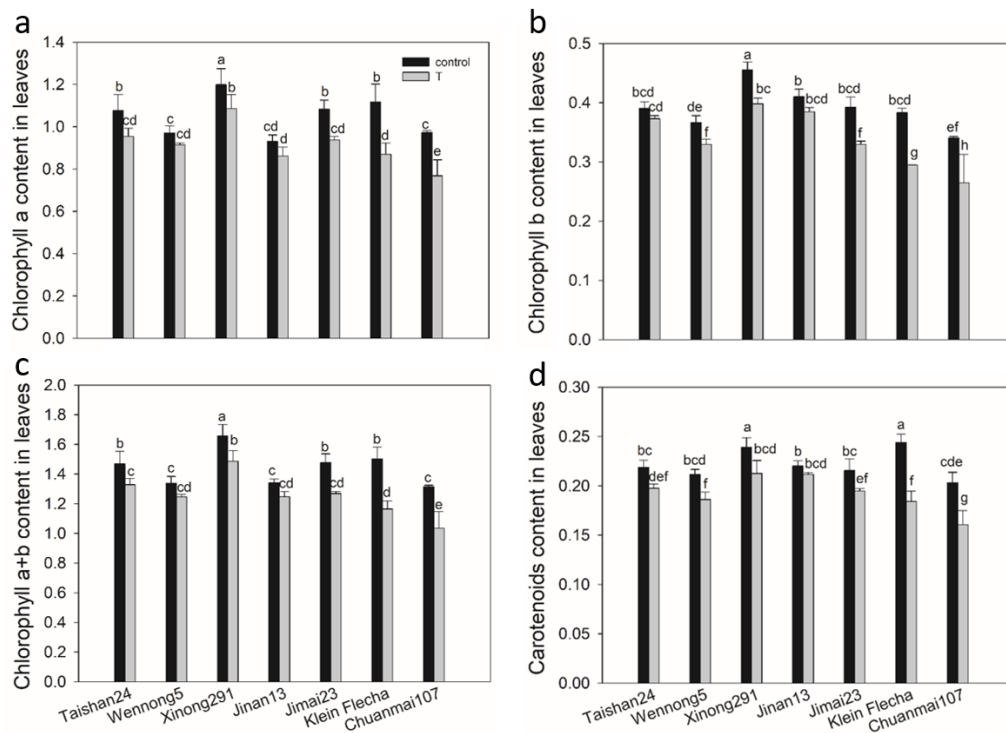 a
Chlorophyll a content in leaves
1.4
1.2
1.0
0.8
0.6
0.4
0.2
0.0
control
T
b cd
c cd
a b
cd d
b cd
b d
c e
b
Chlorophyll b content in leaves
0.5
0.4
0.3
0.2
0.1
0.0
bcd cd
de f
a bc
b bcd
bcd f
bcd g
ef h
c
Chlorophyll a+b content in leaves
2.0
1.8
1.6
1.4
1.2
1.0
0.8
0.6
0.4
0.2
0.0
b c
c cd
a b
c cd
b cd
b d
c e
Taishan24
Wennong5
Xinong291
Jinan13
Jimai23
Klein Flecha
Chuanmai107
d
Carotenoids content in leaves
0.30
0.25
0.20
0.15
0.10
0.05
0.00
bc def
bcd f
a bcd
b bcd
bc ef
a f
cde g
Taishan24
Wennong5
Xinong291
Jinan13
Jimai23
Klein Flecha
Chuanmai107